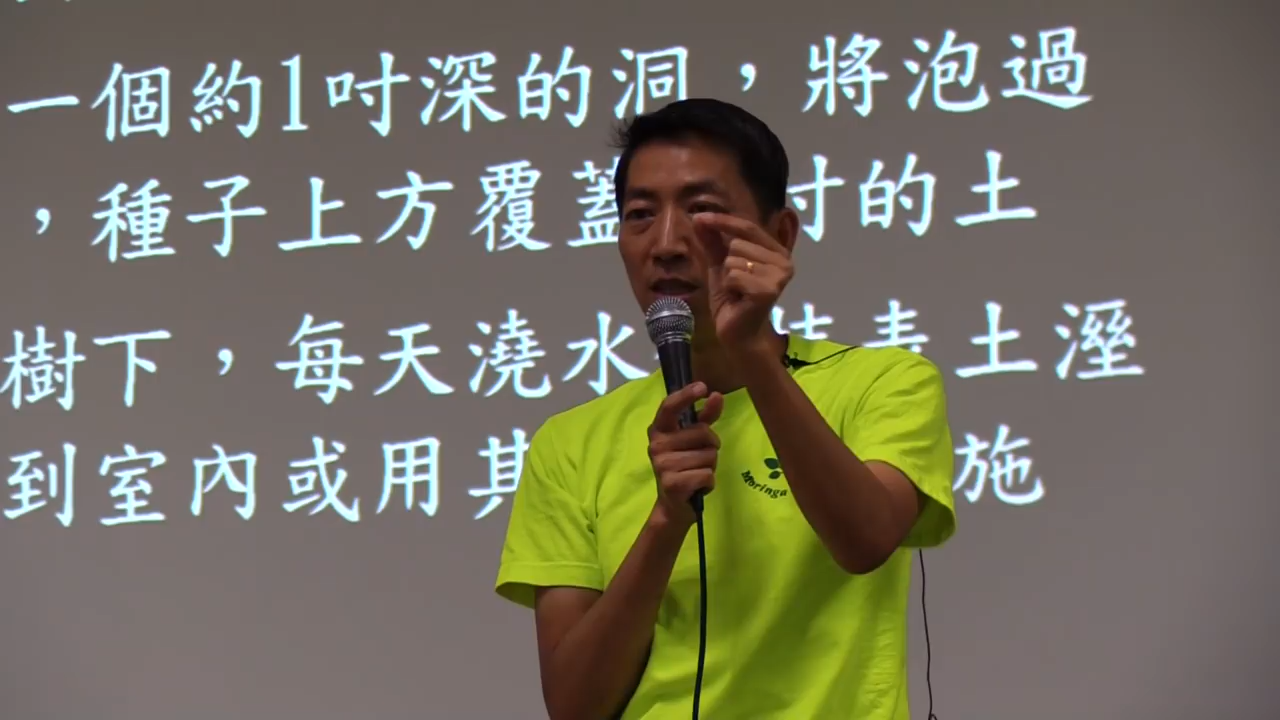 一個約1吋深的洞，將泡過
，種子上方覆蓋 吋的土
樹下，每天澆水 土溼
到室內或用其 施
Moringa